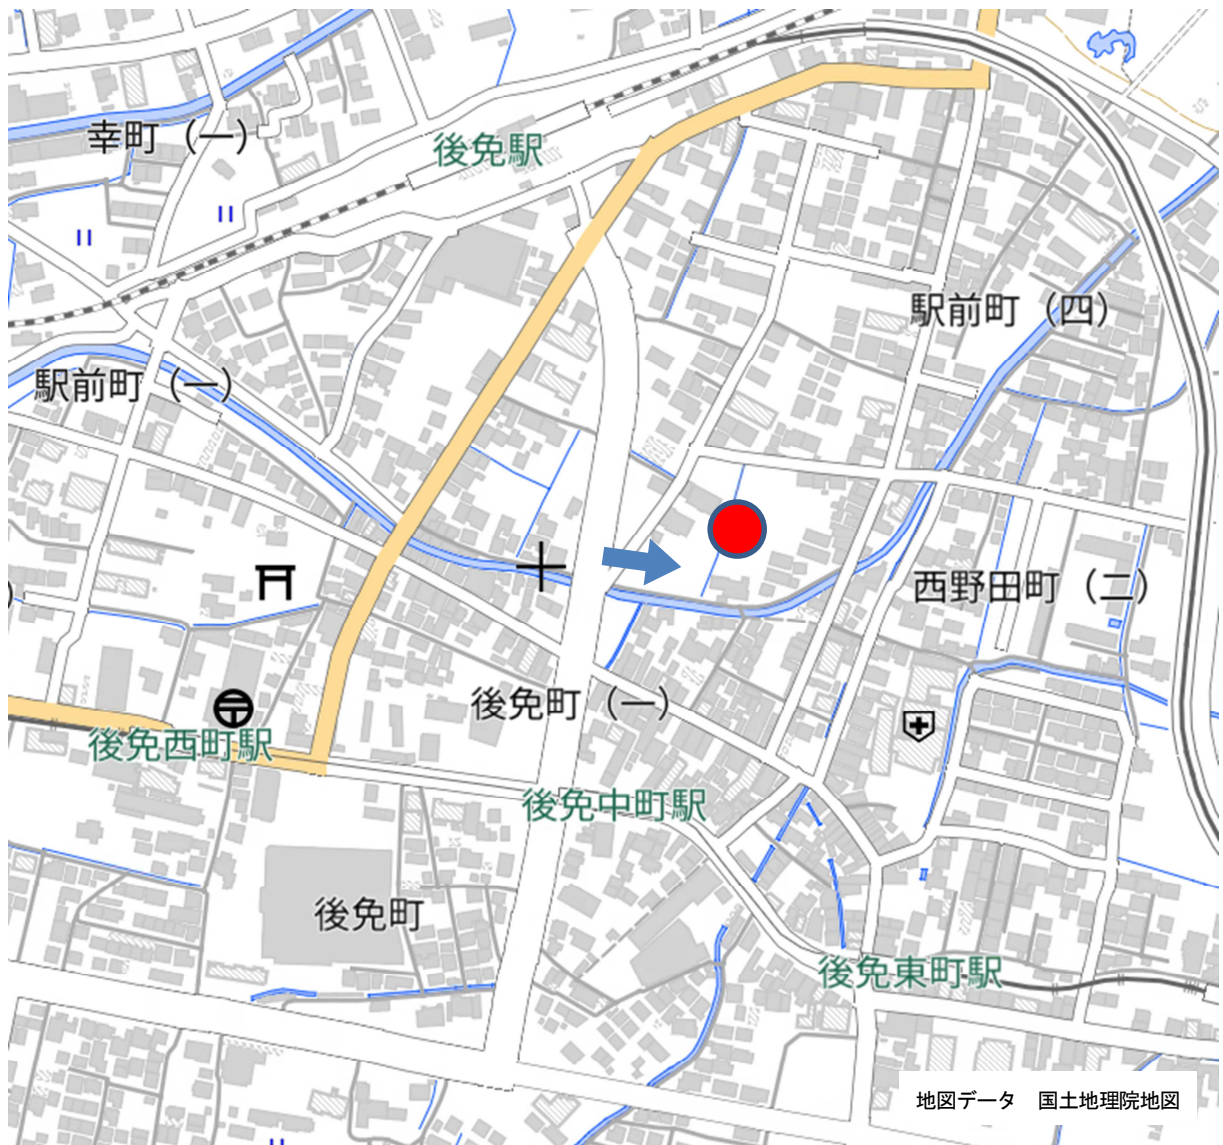 幸町（一）
後免駅
駅前町（四）
駅前町（一）
西野田町（二）
後免町（一）
後免西町駅
後免中町駅
後免町
後免東町駅
地図データ　国土地理院地図